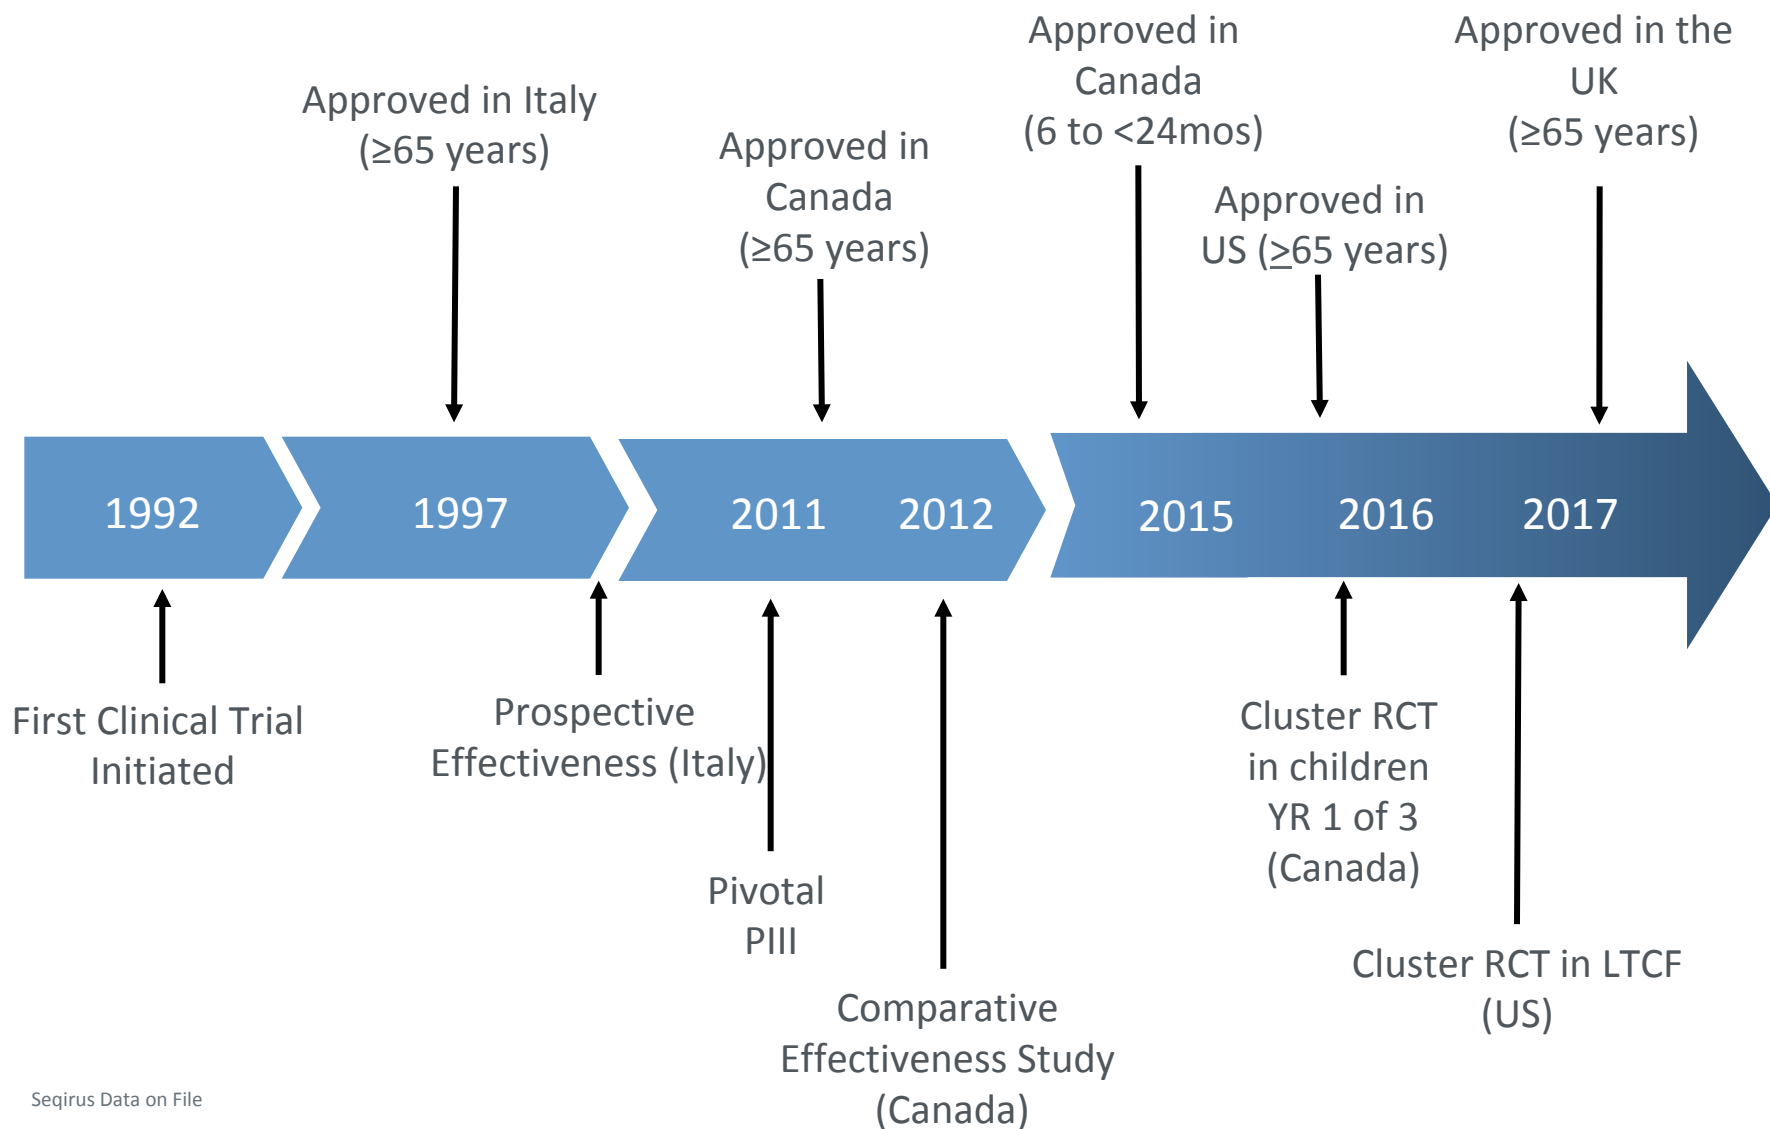 Approved in Italy
(≥65 years)
Approved in
Canada
(≥65 years)
Approved in
Canada
(6 to <24mos)
Approved in
US (≥65 years)
Approved in the
UK
(≥65 years)
1992
1997
2011
2012
2015
2016
2017
First Clinical Trial
Initiated
Prospective
Effectiveness (Italy)
Pivotal
PIII
Comparative
Effectiveness Study
(Canada)
Cluster RCT
in children
YR 1 of 3
(Canada)
Cluster RCT in LTCF
(US)
Seqirus Data on File